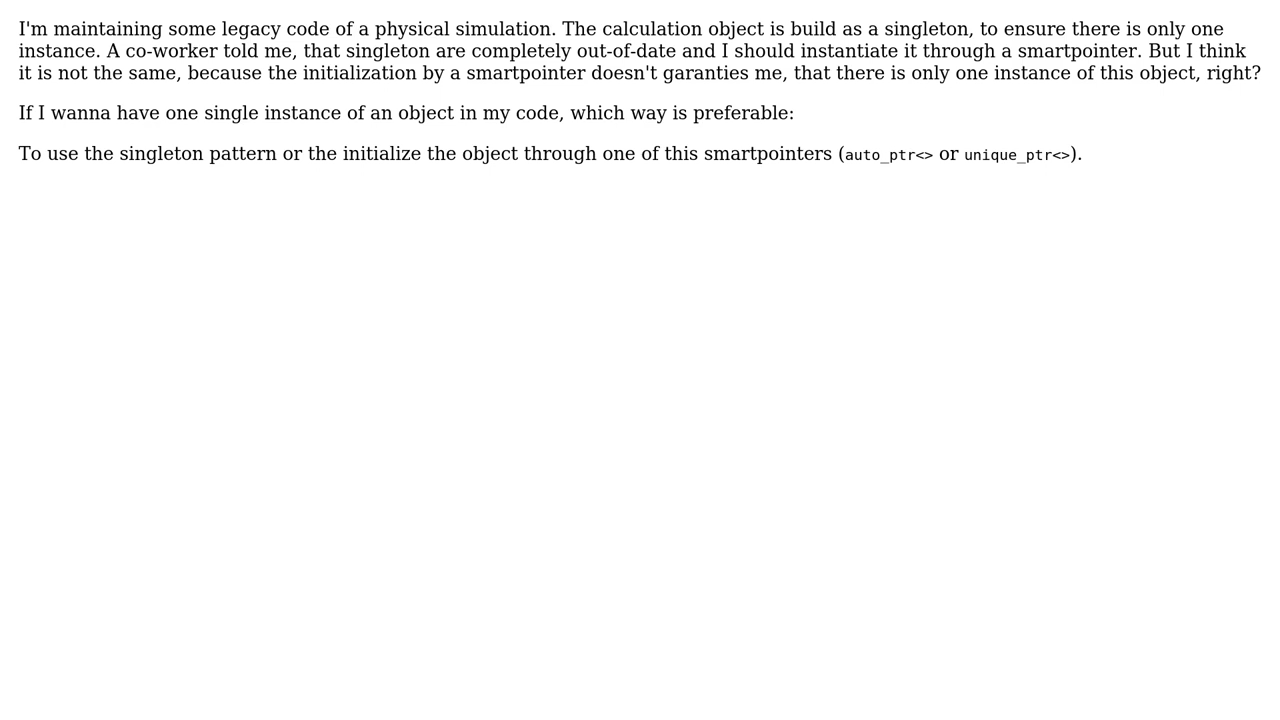 I'm maintaining some legacy code of a physical simulation. The calculation object is build as a singleton, to ensure there is only one
instance. A co-worker told me, that singleton are completely out-of-date and I should instantiate it through a smartpointer. But I think
it is not the same, because the initialization by a smartpointer doesn't garanties me, that there is only one instance of this object, right?
If I wanna have one single instance of an object in my code, which way is preferable:
To use the singleton pattern or the initialize the object through one of this smartpointers (auto_ptr<> or unique_ptr<>).